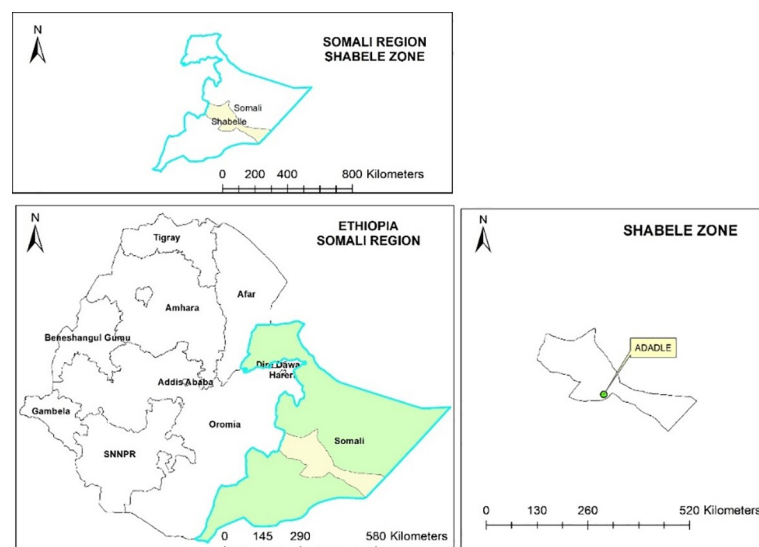 N
SOMALI REGION
SHABELE ZONE
Somali
Shabelle
0 200 400 800 Kilometers
N
ETHIOPIA
SOMALI REGION
Tigray
Afar
Amhara
Beneshangul Gumu
Dire Dawa
Harer
Addis Ababa
Gambela
Oromia
Somali
SNNPR
0 145 290 580 Kilometers
N
SHABELE ZONE
ADADLE
0 130 260 520 Kilometers